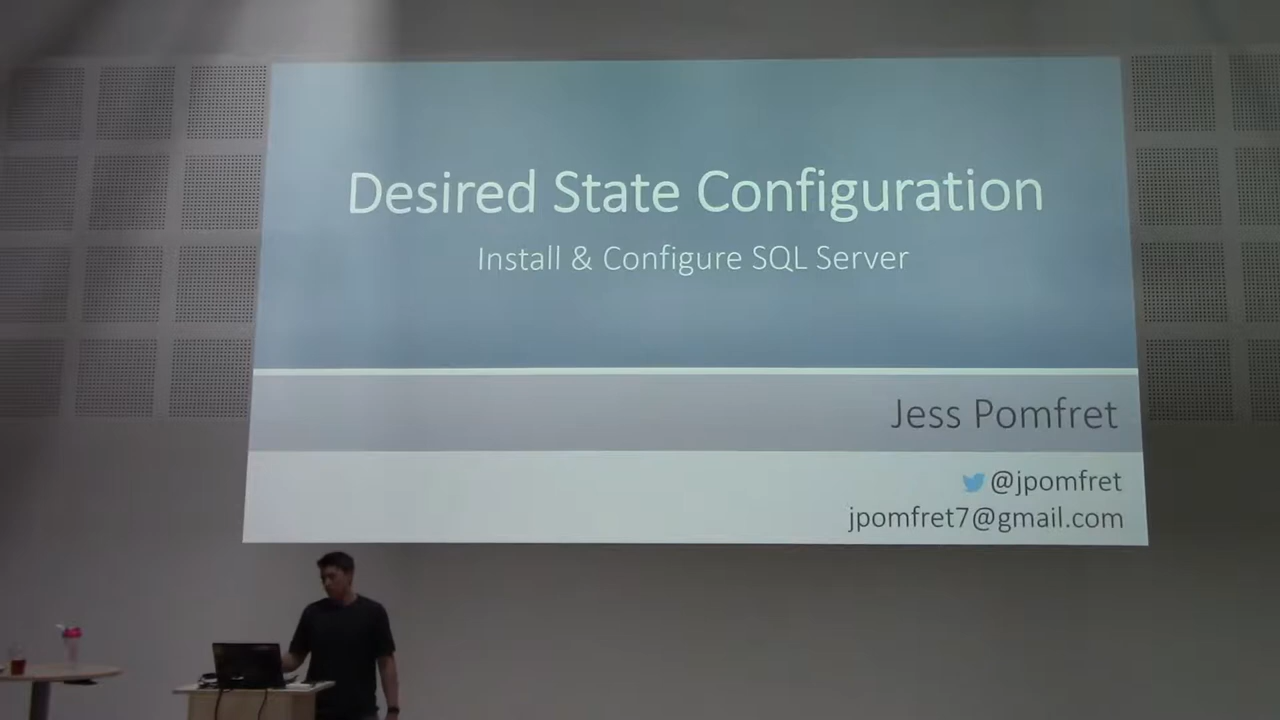 Desired State Configuration
Install & Configure SQL Server
Jess Pomfret
@jpomfret
jpomfret7@gmail.com